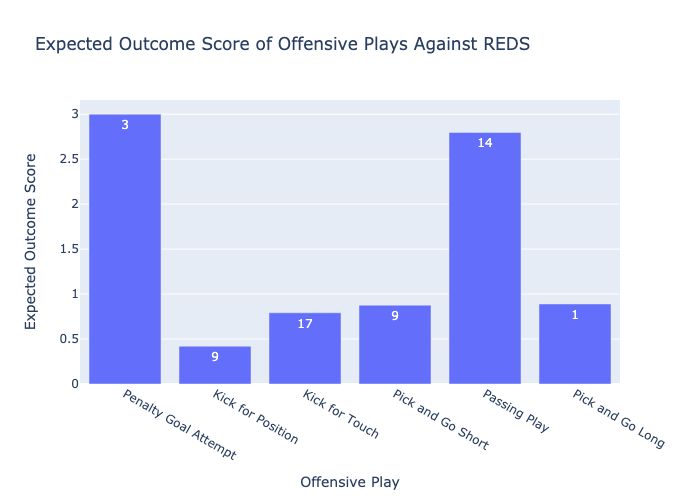 Expected Outcome Score of Offensive Plays Against REDS
Expected Outcome Score
3
2.5
2
1.5
1
0.5
0
3
9
17
9
14
1
Penalty Goal Attempt
Kick for Position
Kick for Touch
Pick and Go Short
Passing Play
Pick and Go Long
Offensive Play